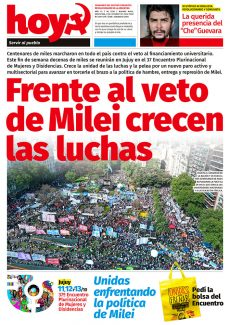 hoy
Servir al pueblo
La querida
presencia del
"Che" Guevara
Centenares de miles marcharon en todo el país contra el veto al financiamiento universitario.
Este fin de semana decenas de miles se reunirán en Jujuy en el 37 Encuentro Plurinacional
de Mujeres y Disidencias. Crece la unidad de las luchas y la pelea por un nuevo paro activo y
multisectorial para avanzar en torcerle el brazo a la política de hambre, entrega y represión de Milei.
Frente al veto
de Milei crecen
las luchas
Jujuy
11,12/13/10
37º Encuentro
Plurinacional
de Mujeres y
Disidencias
Unidas
enfrentando
la política
de Milei
Pedí la
bolsa del
Encuentro